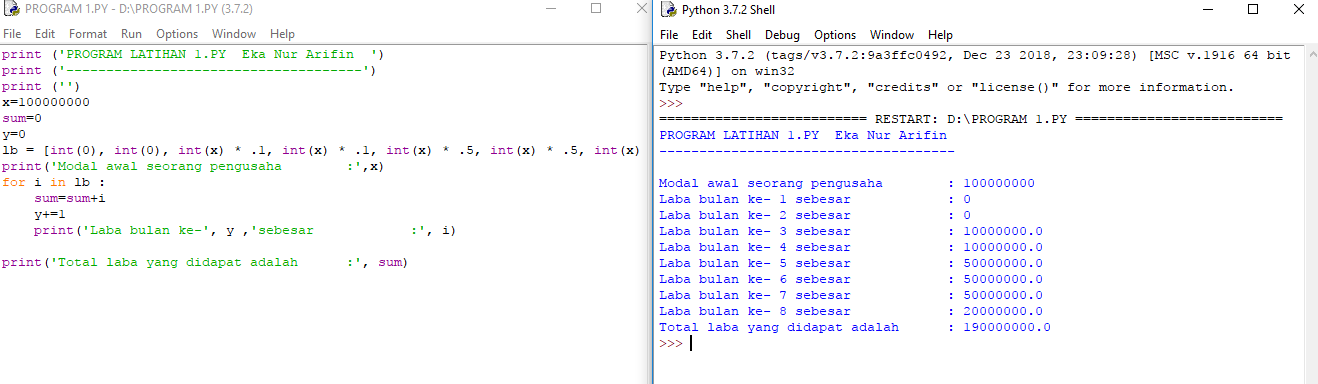 PROGRAM 1.PY - D:\PROGRAM 1.PY (3.7.2)
File Edit Format Run Options Window Help
print ('PROGRAM LATIHAN 1.PY  Eka Nur Arifin  ')
print ('-------------------------------------')
print ('')
x=100000000
sum=0
y=0
lb = [int(0), int(0), int(x) * .1, int(x) * .1, int(x) * .5, int(x) * .5, int(x)
print('Modal awal seorang pengusaha        :',x)
for i in lb :
    sum=sum+i
    y+=1
    print('Laba bulan ke-', y ,'sebesar            :', i)
print('Total laba yang didapat adalah      :', sum)
Python 3.7.2 Shell
File Edit Shell Debug Options Window Help
Python 3.7.2 (tags/v3.7.2:9a3ffc0492, Dec 23 2018, 23:09:28) [MSC v.1916 64 bit
(AMD64)] on win32
Type "help", "copyright", "credits" or "license()" for more information.
>>>
========================== RESTART: D:\PROGRAM 1.PY ==========================
PROGRAM LATIHAN 1.PY  Eka Nur Arifin
-------------------------------------
Modal awal seorang pengusaha        : 100000000
Laba bulan ke- 1 sebesar            : 0
Laba bulan ke- 2 sebesar            : 0
Laba bulan ke- 3 sebesar            : 10000000.0
Laba bulan ke- 4 sebesar            : 10000000.0
Laba bulan ke- 5 sebesar            : 50000000.0
Laba bulan ke- 6 sebesar            : 50000000.0
Laba bulan ke- 7 sebesar            : 50000000.0
Laba bulan ke- 8 sebesar            : 20000000.0
Total laba yang didapat adalah      : 190000000.0
>>>